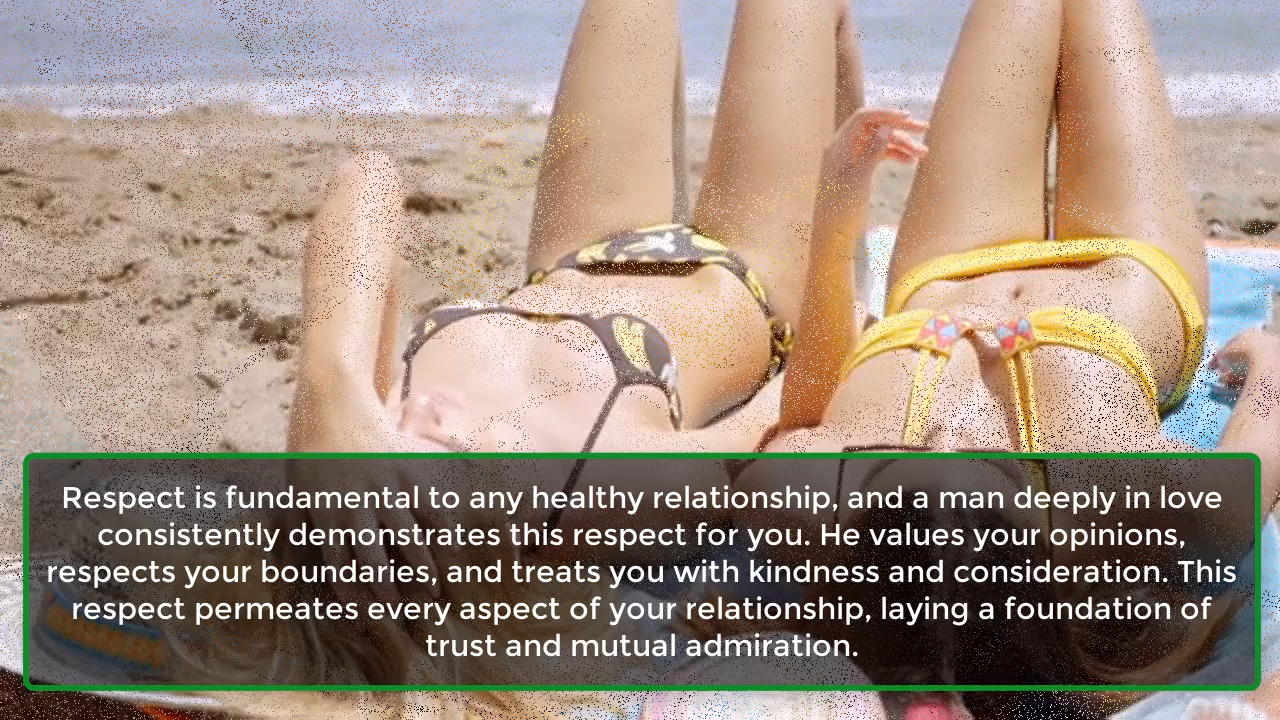 Respect is fundamental to any healthy relationship, and a man deeply in love
consistently demonstrates this respect for you. He values your opinions,
respects your boundaries, and treats you with kindness and consideration. This
respect permeates every aspect of your relationship, laying a foundation of
trust and mutual admiration.